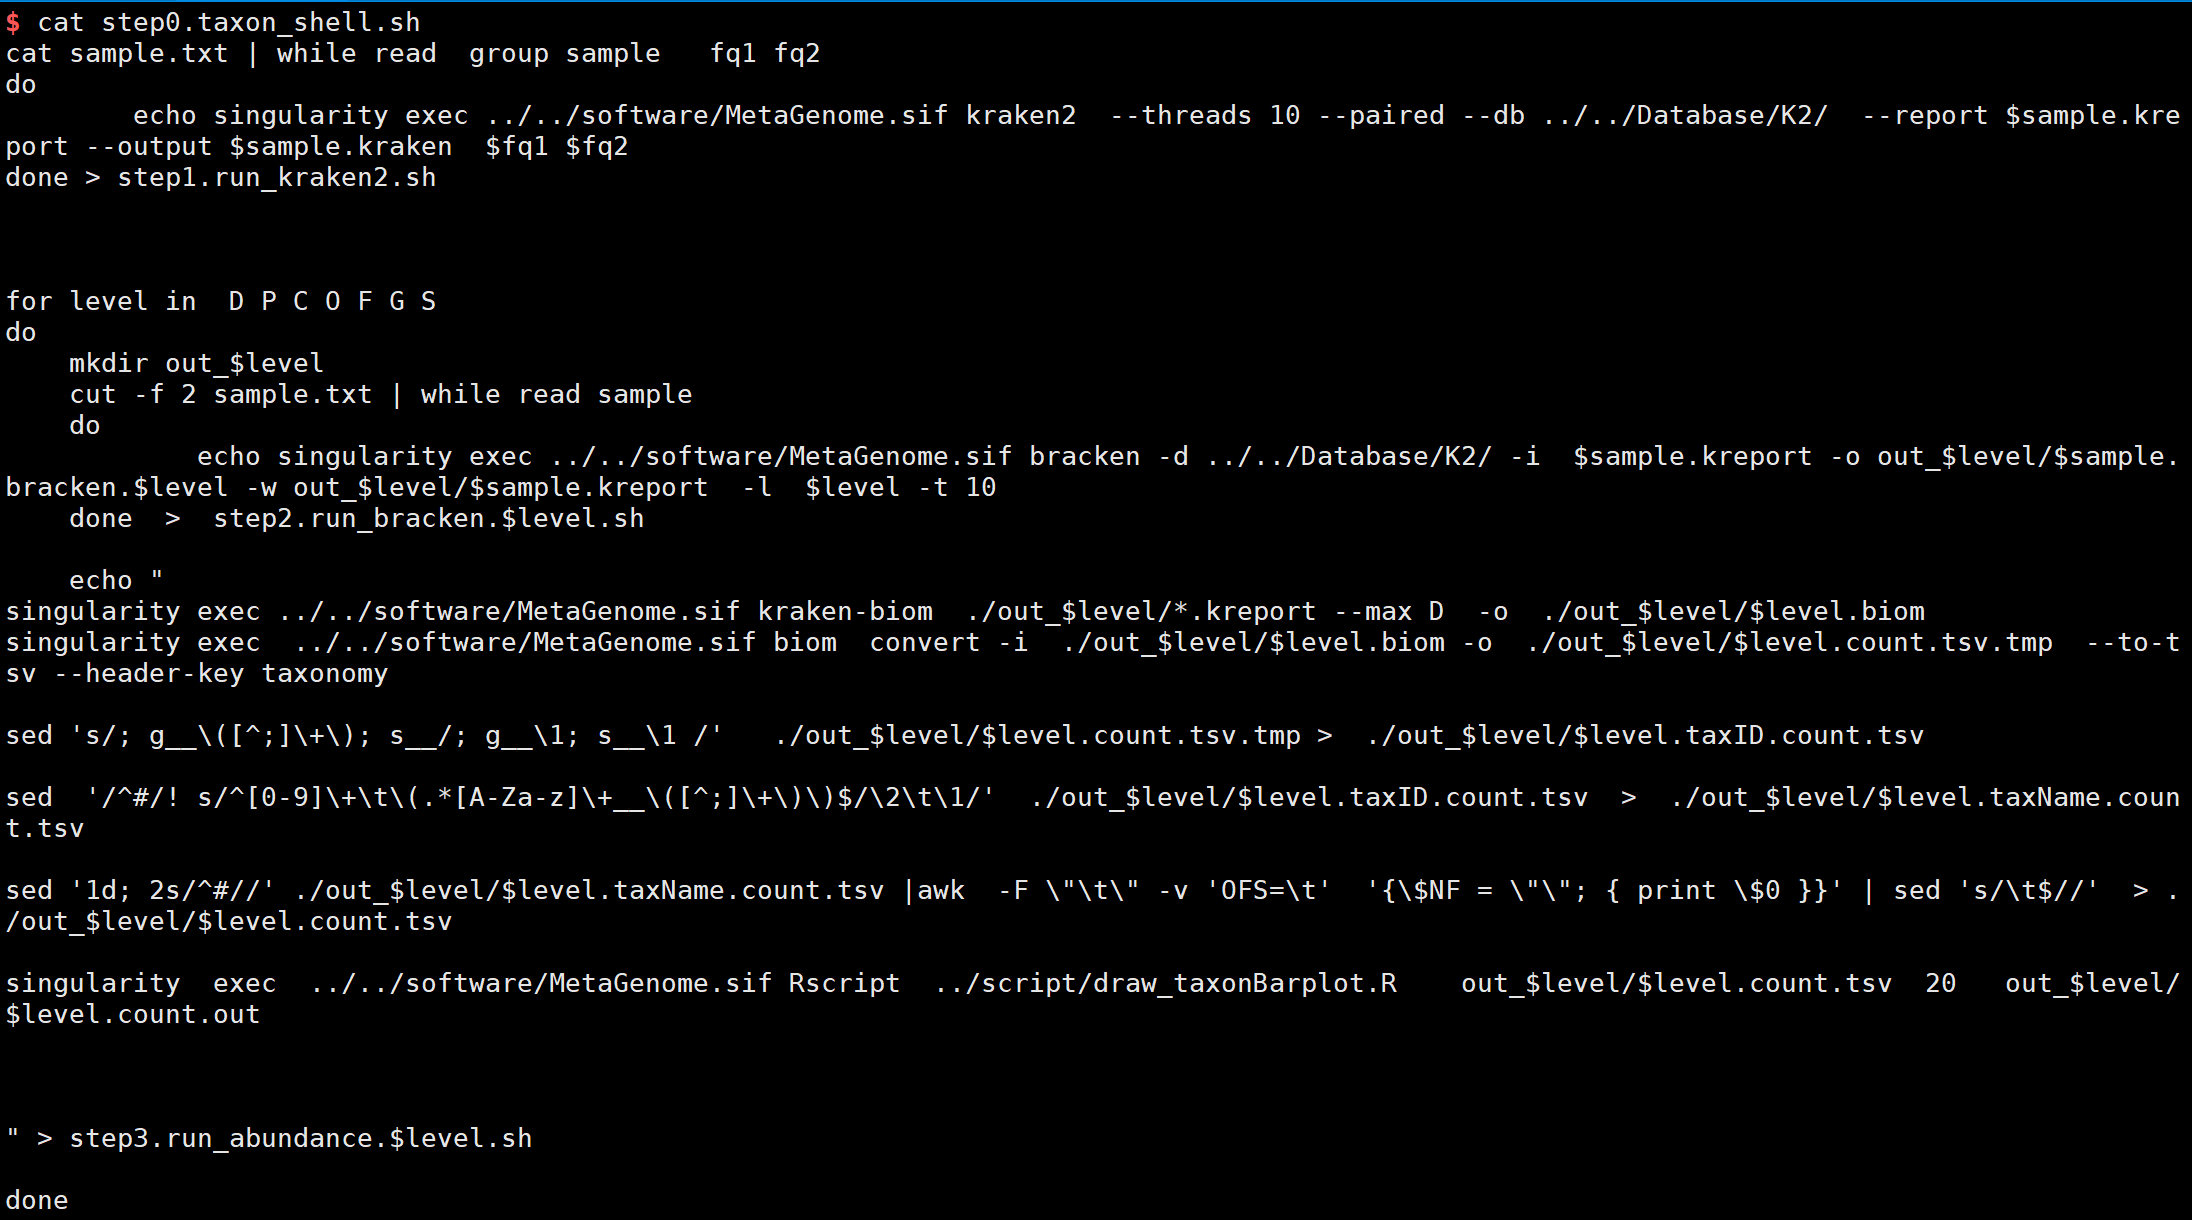 $ cat step0.taxon_shell.sh
cat sample.txt | while read  group sample   fq1 fq2
do
        echo singularity exec ../../software/MetaGenome.sif kraken2  --threads 10 --paired --db ../../Database/K2/  --report $sample.kre
port --output $sample.kraken  $fq1 $fq2
done > step1.run_kraken2.sh
for level in  D P C O F G S
do
    mkdir out_$level
    cut -f 2 sample.txt | while read sample
    do
            echo singularity exec ../../software/MetaGenome.sif bracken -d ../../Database/K2/ -i  $sample.kreport -o out_$level/$sample.
bracken.$level -w out_$level/$sample.kreport  -l  $level -t 10
    done  >  step2.run_bracken.$level.sh
    echo "
singularity exec ../../software/MetaGenome.sif kraken-biom  ./out_$level/*.kreport --max D  -o  ./out_$level/$level.biom
singularity exec  ../../software/MetaGenome.sif biom  convert -i  ./out_$level/$level.biom -o  ./out_$level/$level.count.tsv.tmp  --to-t
sv --header-key taxonomy
sed 's/; g__\([^;]\+\); s__/; g__\1; s__\1 /'   ./out_$level/$level.count.tsv.tmp >  ./out_$level/$level.taxID.count.tsv
sed  '/^#/! s/^[0-9]\+\t\(.*[A-Za-z]\+__\([^;]\+\)\)$/\2\t\1/'  ./out_$level/$level.taxID.count.tsv  >  ./out_$level/$level.taxName.coun
t.tsv
sed '1d; 2s/^#//' ./out_$level/$level.taxName.count.tsv |awk  -F \"\t\" -v 'OFS=\t'  '{\$NF = \"\"; { print \$0 }}' | sed 's/\t$//'  > .
/out_$level/$level.count.tsv
singularity  exec  ../../software/MetaGenome.sif Rscript  ../script/draw_taxonBarplot.R    out_$level/$level.count.tsv  20   out_$level/
$level.count.out
" > step3.run_abundance.$level.sh
done